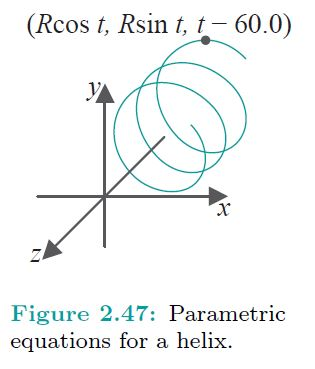 (Rcos t, Rsin t, t − 60.0)
y
x
z
Figure 2.47: Parametric
equations for a helix.